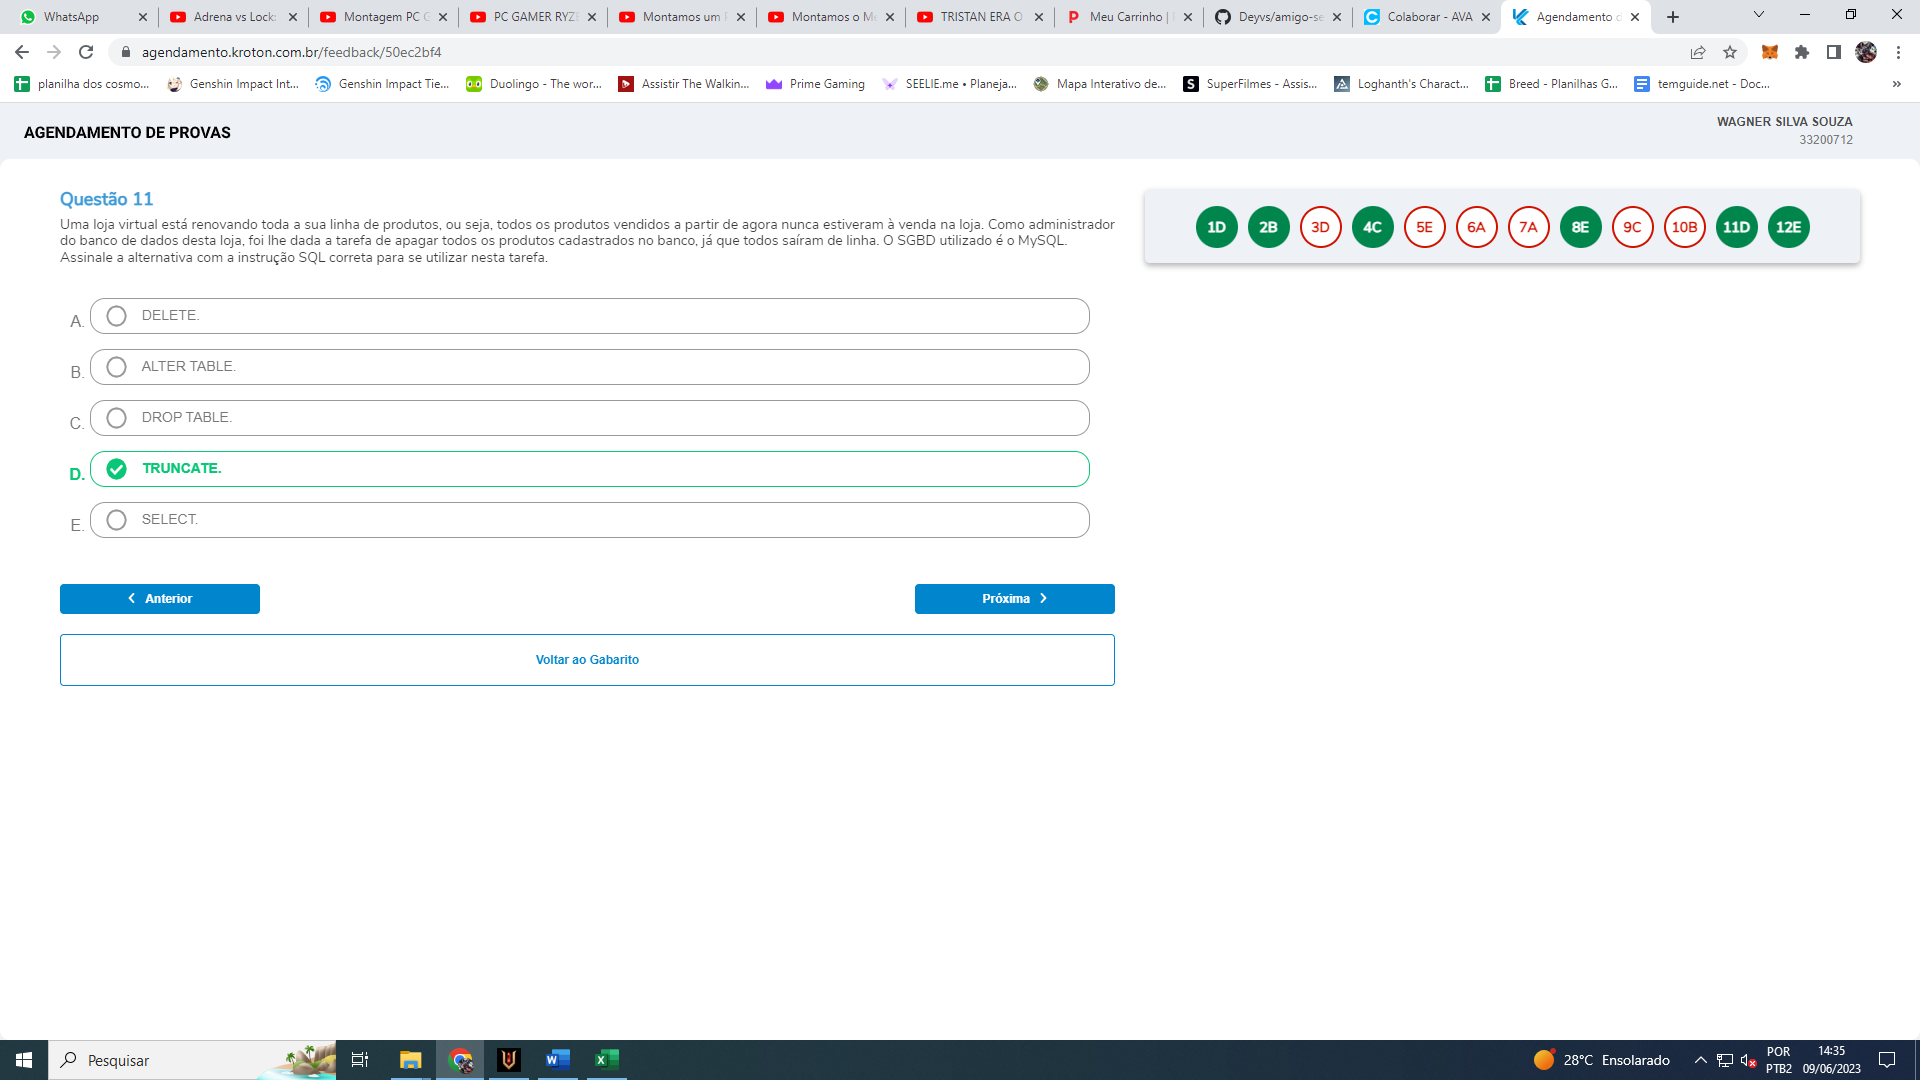 WhatsApp
Adrena vs Lock
Montagem PC G
PC GAMER RYZE
Montamos um
Montamos o Me
TRISTAN ERA O
Meu Carrinho |
Deyvs/amigo-se
Colaborar - AVA
Agendamento d
agendamento.kroton.com.br/feedback/50ec2bf4
planilha dos cosmo...
Genshin Impact Int...
Genshin Impact Tie...
Duolingo - The wor...
Assistir The Walkin...
Prime Gaming
SEELIE.me • Planeja...
Mapa Interativo de...
SuperFilmes - Assis...
Loghanth's Charact...
Breed - Planilhas G...
temguide.net - Doc...
»
AGENDAMENTO DE PROVAS
WAGNER SILVA SOUZA
33200712
Questão 11
Uma loja virtual está renovando toda a sua linha de produtos, ou seja, todos os produtos vendidos a partir de agora nunca estiveram à venda na loja. Como administrador
do banco de dados desta loja, foi lhe dada a tarefa de apagar todos os produtos cadastrados no banco, já que todos saíram de linha. O SGBD utilizado é o MySQL.
Assinale a alternativa com a instrução SQL correta para se utilizar nesta tarefa.
1D 2B 3D 4C 5E 6A 7A 8E 9C 10B 11D 12E
A. DELETE.
B. ALTER TABLE.
C. DROP TABLE.
D. TRUNCATE.
E. SELECT.
Anterior
Próxima
Voltar ao Gabarito
Pesquisar
28°C Ensolarado
POR
PTB2
14:35
09/06/2023